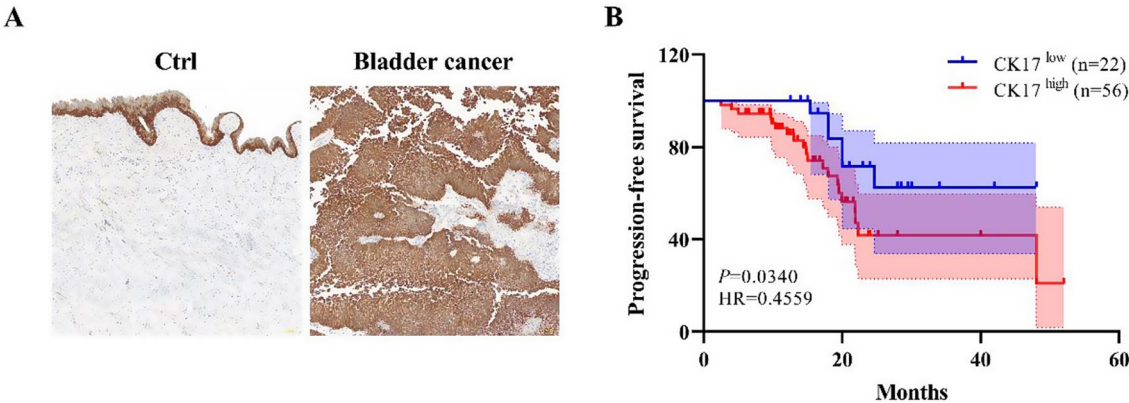 A
Ctrl
Bladder cancer
B
CK17 low (n=22)
CK17 high (n=56)
120
80
40
0
Progression-free survival
P=0.0340
HR=0.4559
0
20
40
60
Months